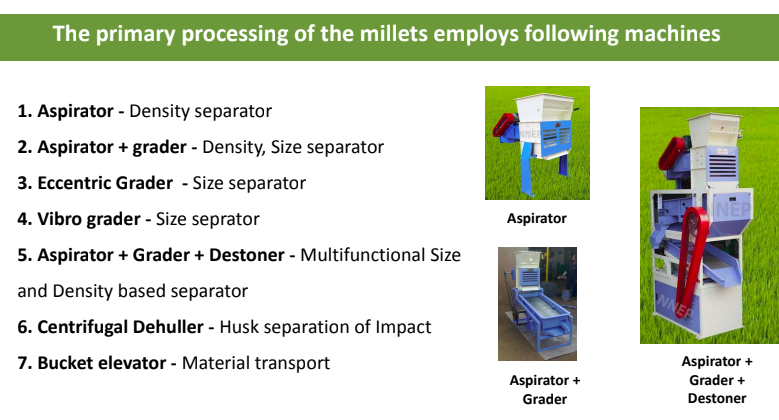 The primary processing of the millets employs following machines
1. Aspirator - Density separator
2. Aspirator + grader - Density, Size separator
3. Eccentric Grader - Size separator
4. Vibro grader - Size seprator
5. Aspirator + Grader + Destoner - Multifunctional Size
and Density based separator
6. Centrifugal Dehuller - Husk separation of Impact
7. Bucket elevator - Material transport
Aspirator
Aspirator +
Grader
Aspirator +
Grader +
Destoner